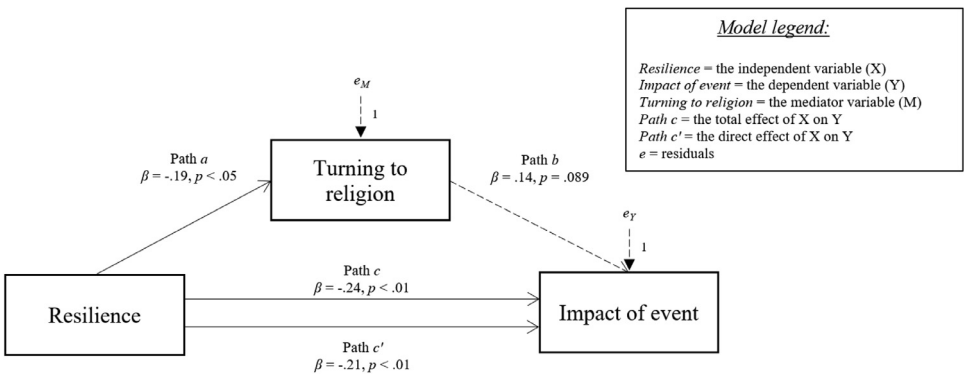 Model legend:
Resilience = the independent variable (X)
Impact of event = the dependent variable (Y)
Turning to religion = the mediator variable (M)
Path c = the total effect of X on Y
Path c' = the direct effect of X on Y
e = residuals
eM
1
Path a
β = -.19, p < .05
Turning to
religion
Path b
β = .14, p = .089
eY
1
Resilience
Path c
β = -.24, p < .01
Impact of event
Path c'
β = -.21, p < .01